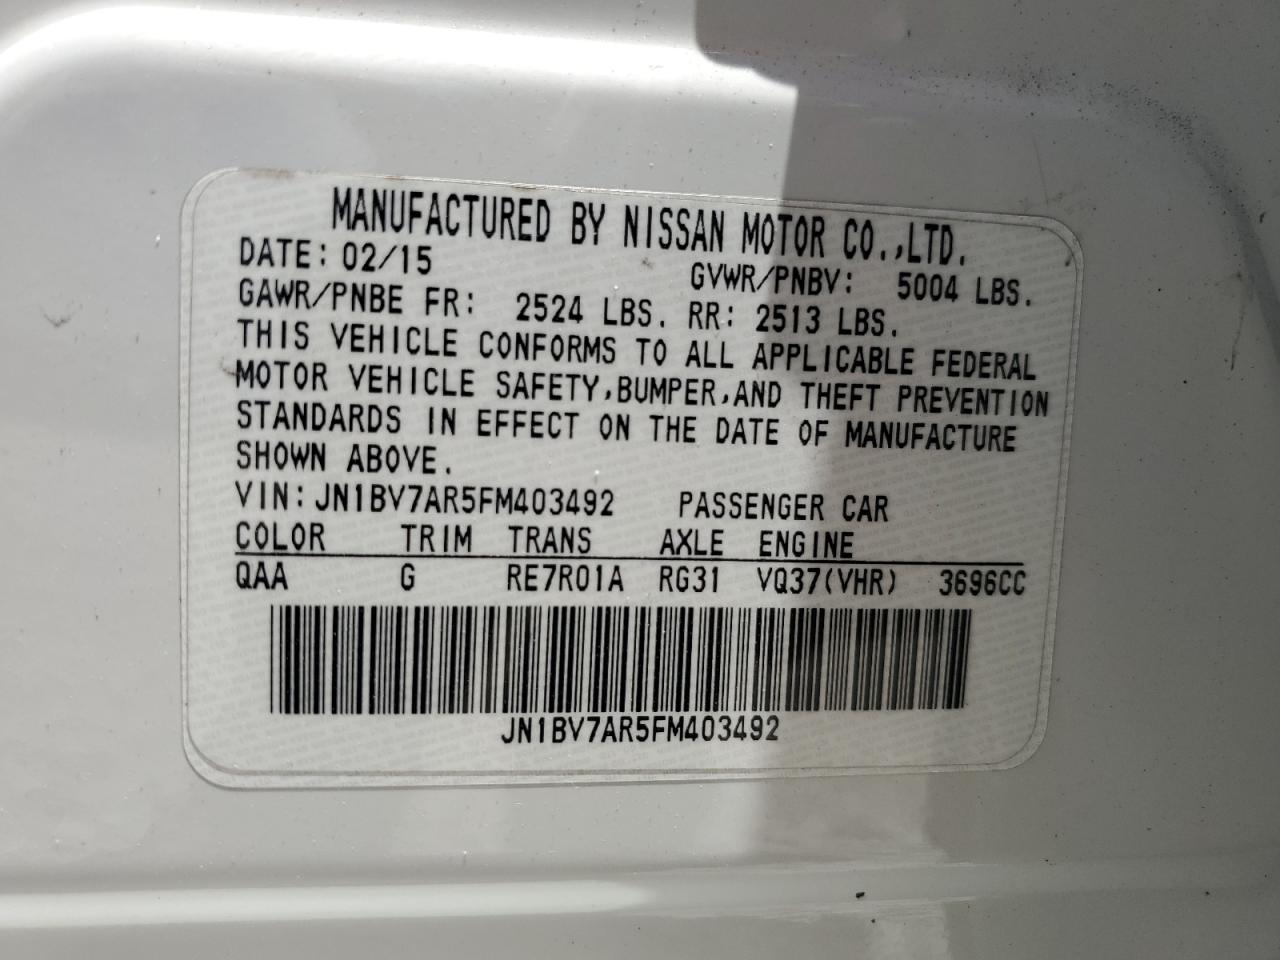 MANUFACTURED BY NISSAN MOTOR CO.,LTD.
DATE: 02/15 GVWR/PNBV: 5004 LBS.
GAWR/PNBE FR: 2524 LBS. RR: 2513 LBS.
THIS VEHICLE CONFORMS TO ALL APPLICABLE FEDERAL
MOTOR VEHICLE SAFETY,BUMPER,AND THEFT PREVENTION
STANDARDS IN EFFECT ON THE DATE OF MANUFACTURE
SHOWN ABOVE.
VIN: JN1BV7AR5FM403492 PASSENGER CAR
COLOR TRIM TRANS AXLE ENGINE
QAA G RE7R01A RG31 VQ37(VHR) 3696CC
JN1BV7AR5FM403492